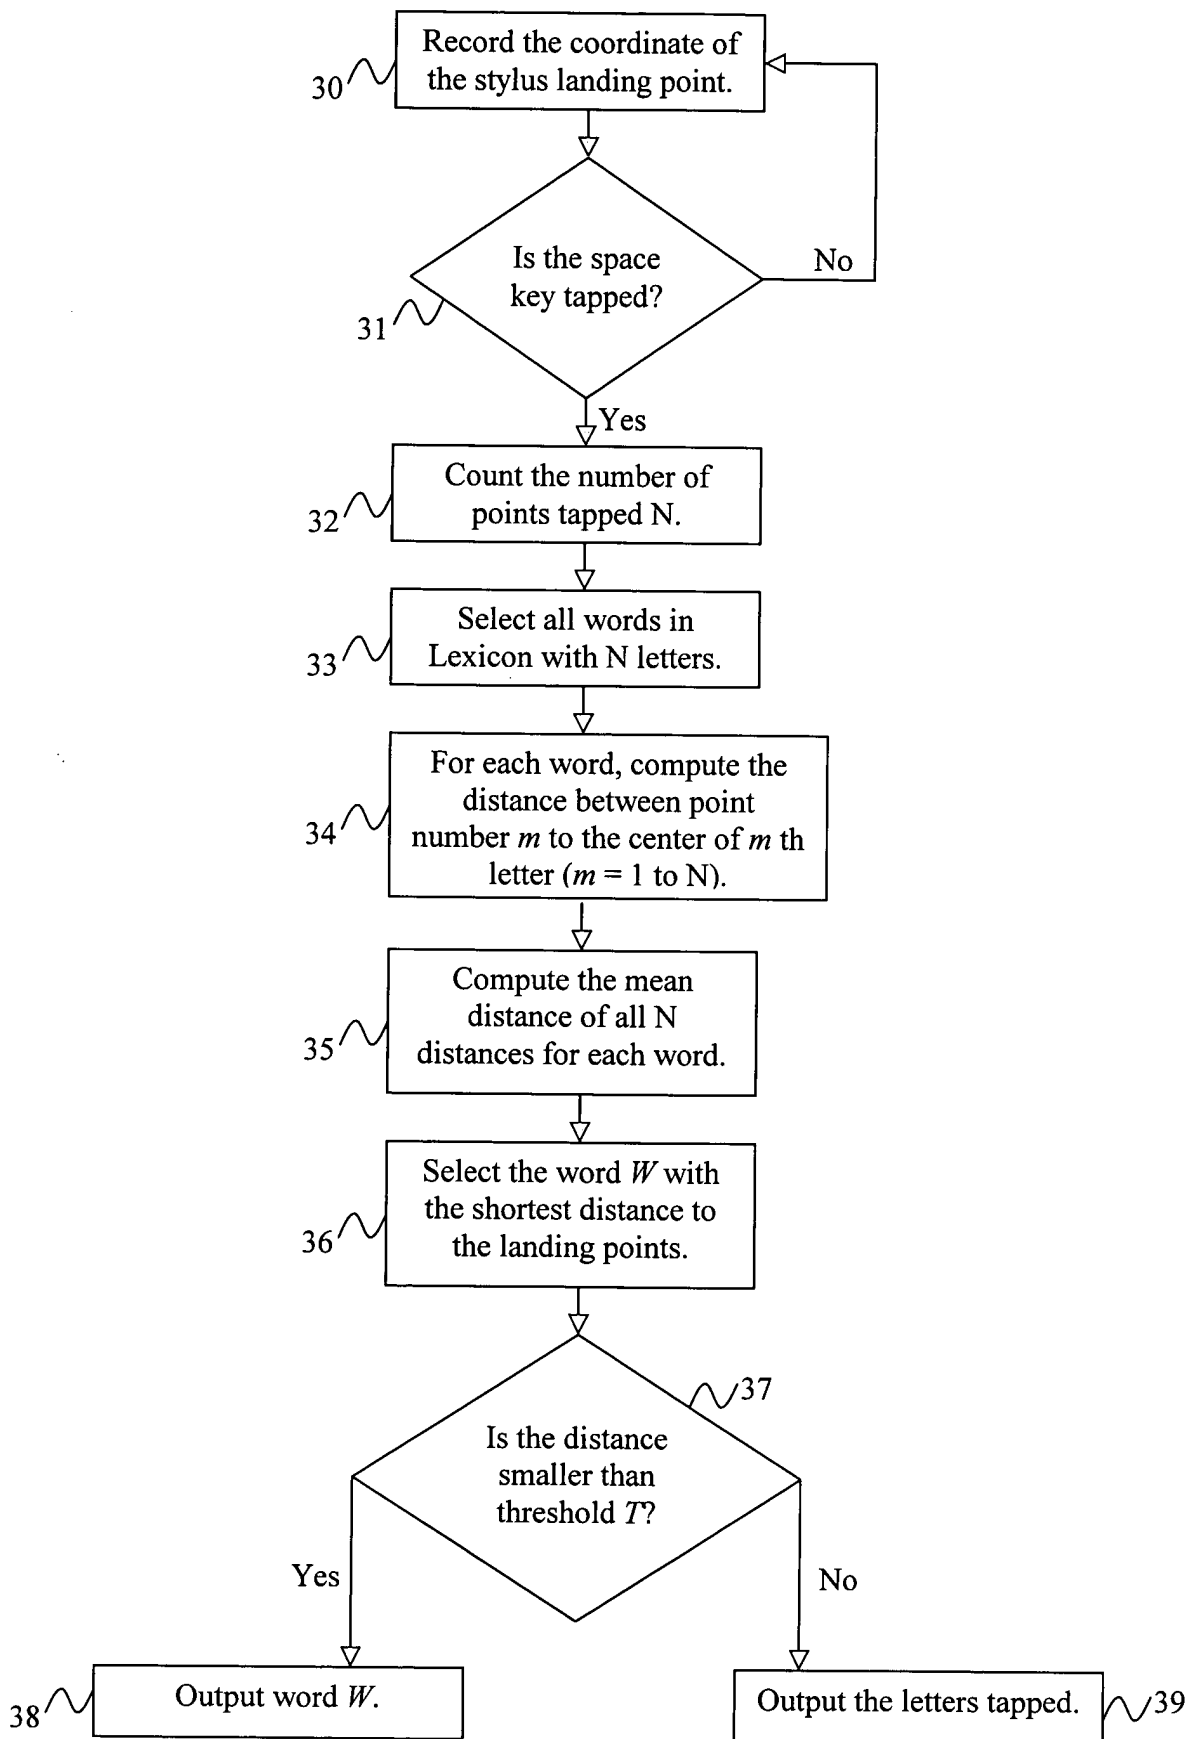 Record the coordinate of
the stylus landing point.
30
Is the space
key tapped?
No
31
Yes
Count the number of
points tapped N.
32
Select all words in
Lexicon with N letters.
33
For each word, compute the
distance between point
number m to the center of m th
letter (m = 1 to N).
34
Compute the mean
distance of all N
distances for each word.
35
Select the word W with
the shortest distance to
the landing points.
36
37
Is the distance
smaller than
threshold T?
Yes
No
Output word W.
38
Output the letters tapped.
39